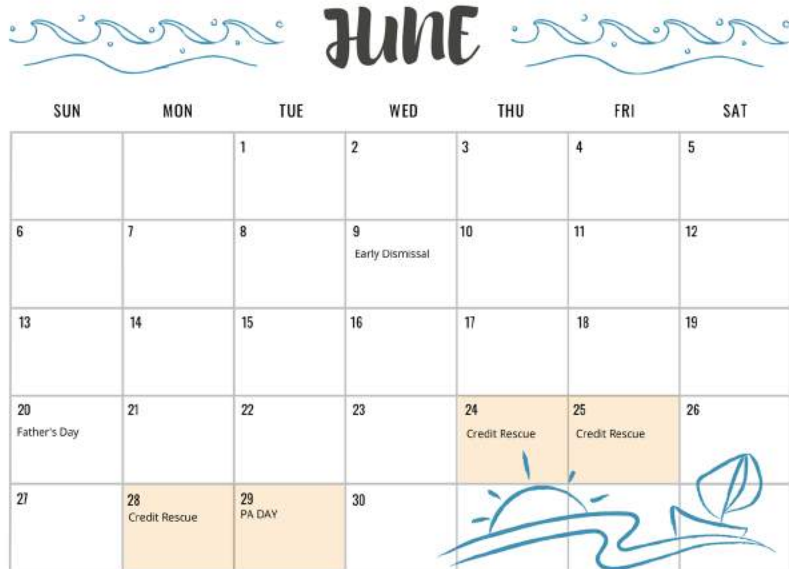 JUNE
SUN MON TUE WED THU FRI SAT
1 2 3 4 5
6 7 8 9 10 11 12
Early Dismissal
13 14 15 16 17 18 19
20 21 22 23 24 25 26
Father's Day Credit Rescue Credit Rescue
27 28 29 30
Credit Rescue PA DAY